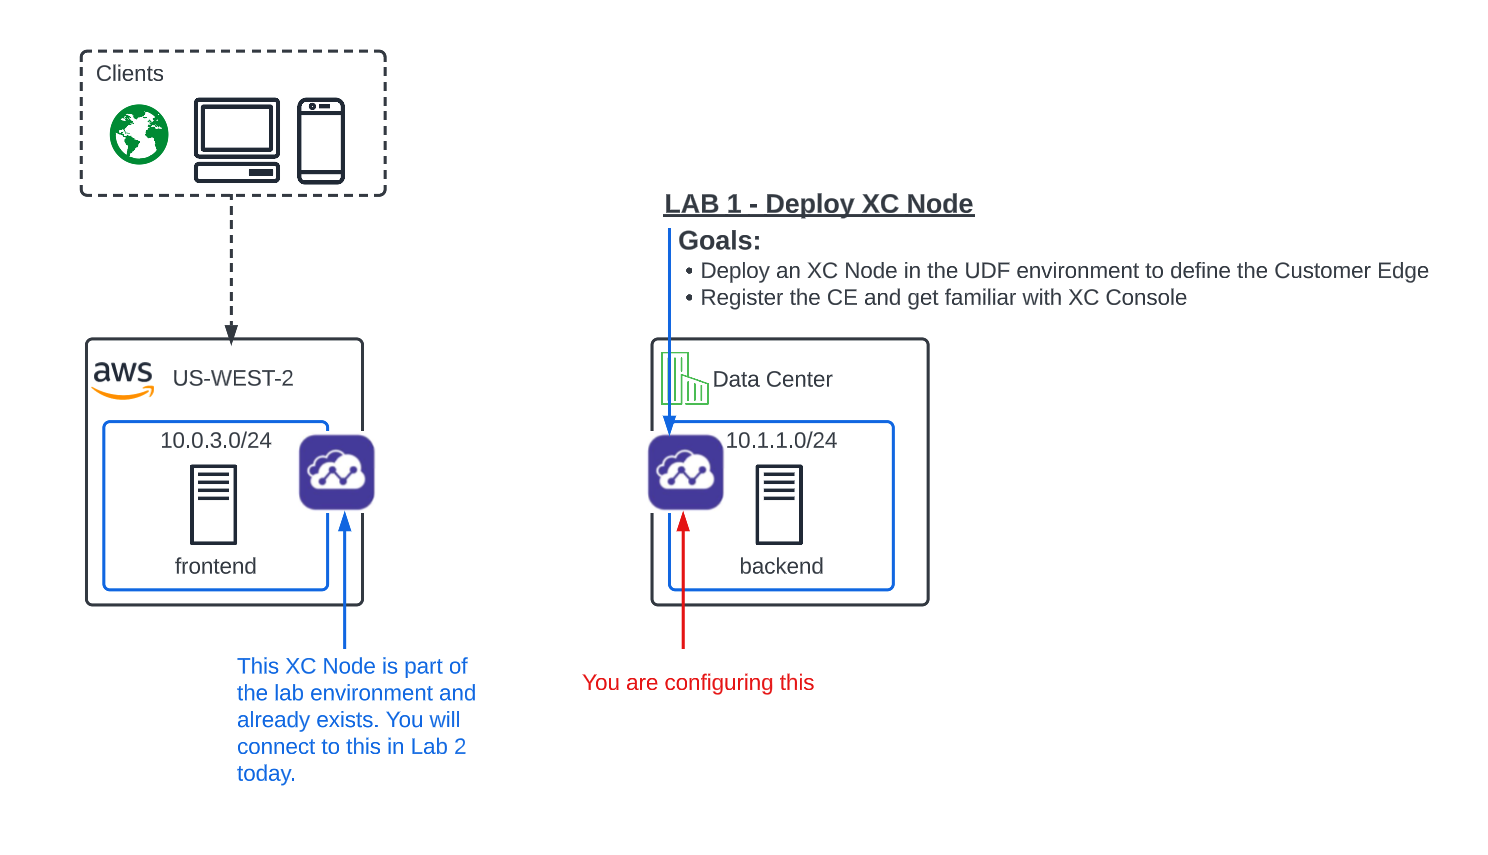 Clients
LAB 1 - Deploy XC Node
Goals:
• Deploy an XC Node in the UDF environment to define the Customer Edge
• Register the CE and get familiar with XC Console
aws
US-WEST-2
Data Center
10.0.3.0/24
10.1.1.0/24
frontend
backend
This XC Node is part of
the lab environment and
already exists. You will
connect to this in Lab 2
today.
You are configuring this